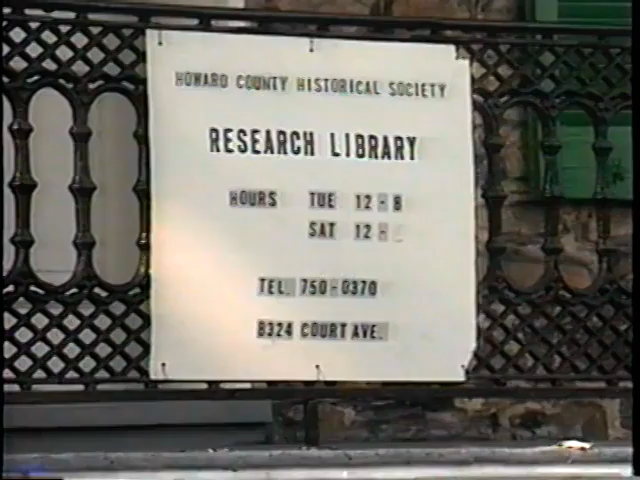 HOWARD COUNTY HISTORICAL SOCIETY
RESEARCH LIBRARY
HOURS TUE 12 - 8
SAT 12 -
TEL. 750-0370
8324 COURT AVE.